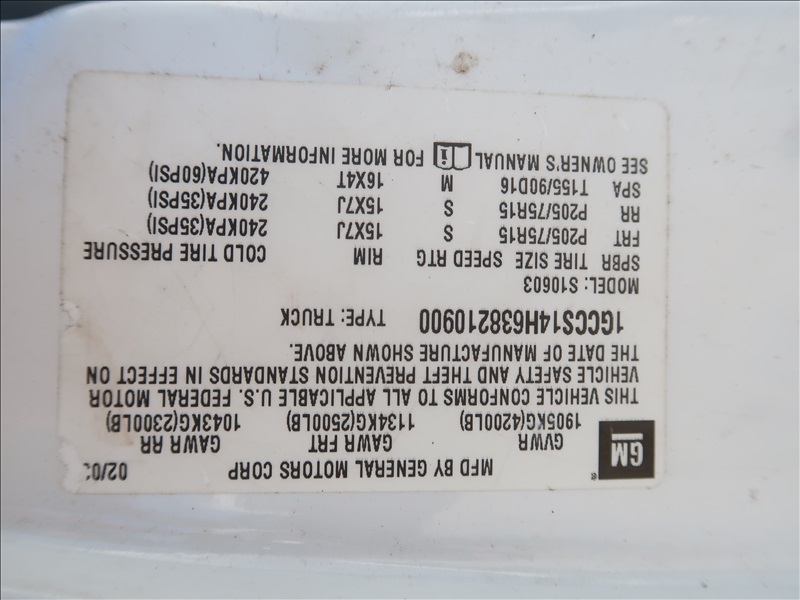 MFD BY GENERAL MOTORS CORP 02/0
GM
GVWR GAWR FRT GAWR RR
1905KG(4200LB) 1134KG(2500LB) 1043KG(2300LB)
THIS VEHICLE CONFORMS TO ALL APPLICABLE U.S. FEDERAL MOTOR
VEHICLE SAFETY AND THEFT PREVENTION STANDARDS IN EFFECT ON
THE DATE OF MANUFACTURE SHOWN ABOVE.
1GCCS14H638210900 TYPE: TRUCK
MODEL: S10603
SPBR TIRE SIZE SPEED RTG RIM COLD TIRE PRESSURE
FRT P205/75R15 S 15X7J 240KPA(35PSI)
RR P205/75R15 S 15X7J 240KPA(35PSI)
SPA T155/90D16 M 16X4T 420KPA(60PSI)
SEE OWNER'S MANUAL i FOR MORE INFORMATION.